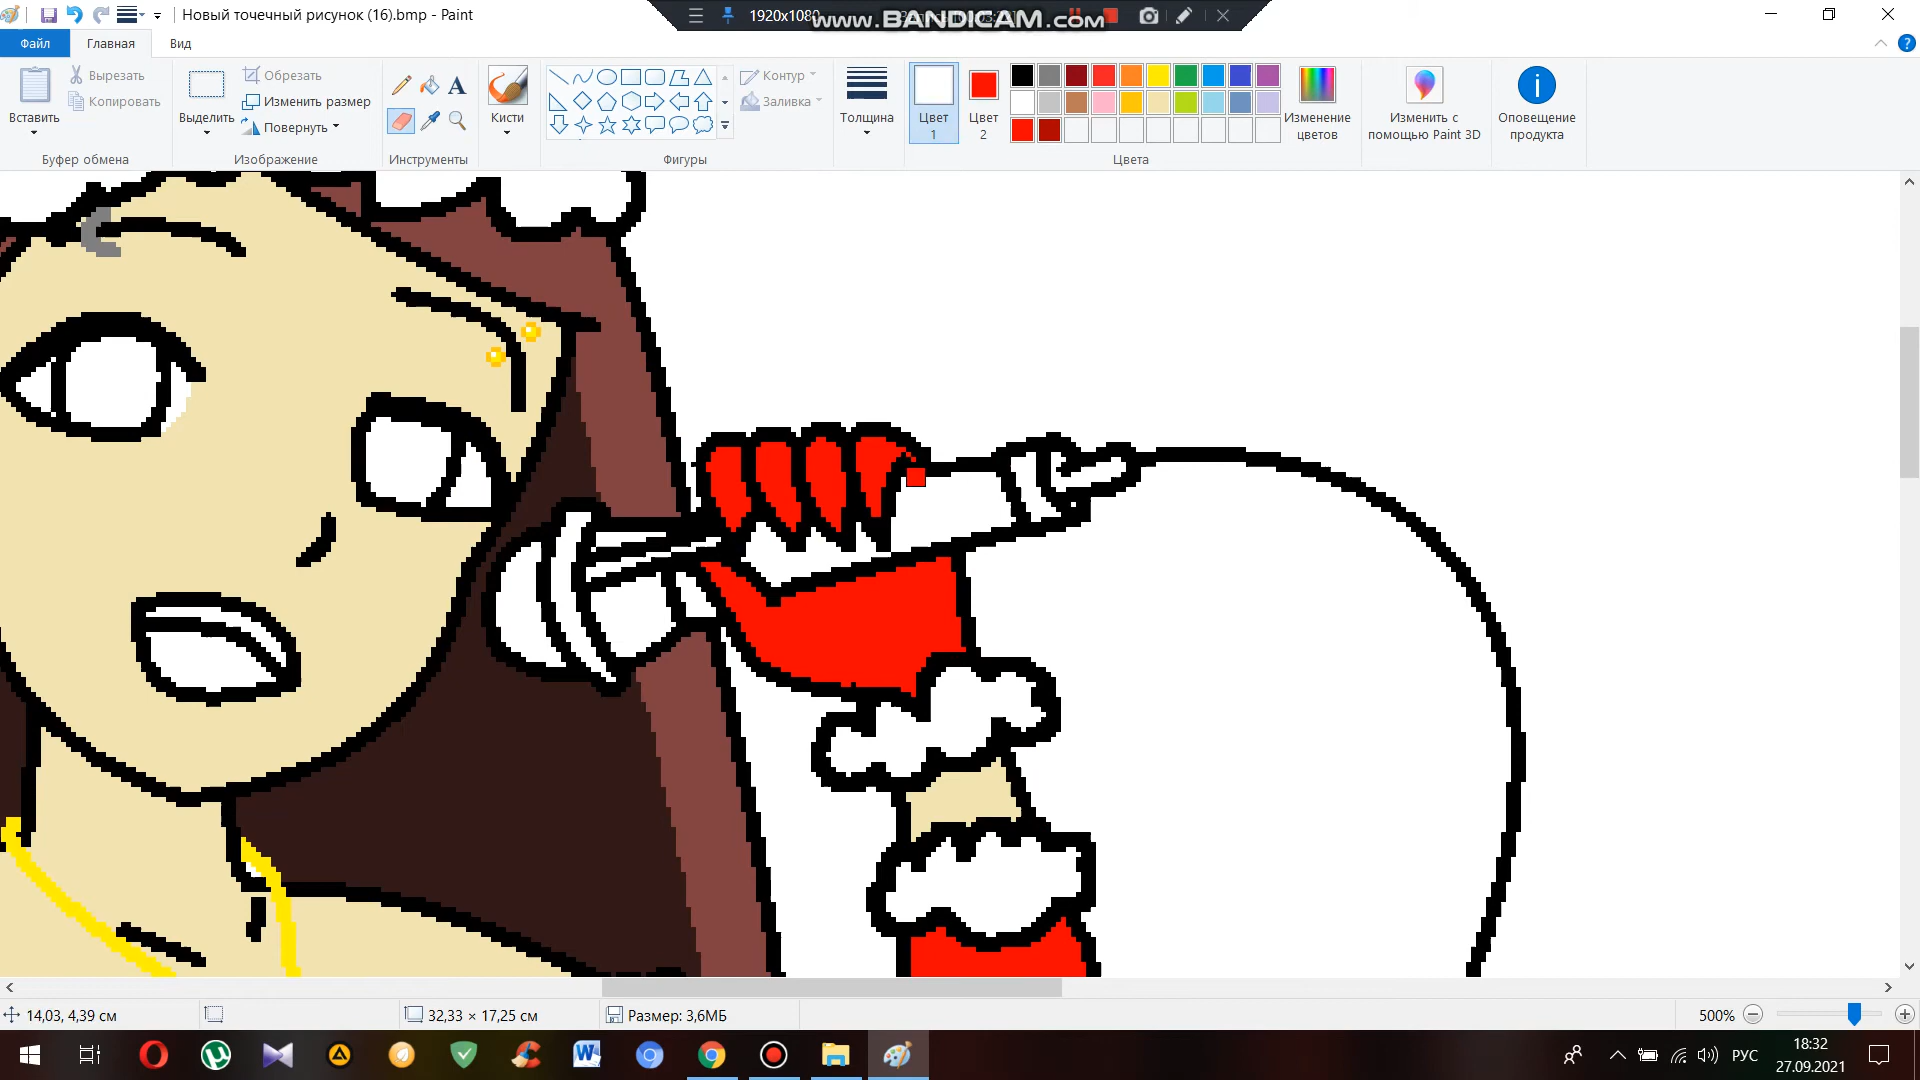 Новый точечный рисунок (16).bmp - Paint
1920x1080
www.BANDICAM.com
Файл
Главная
Вид
Вставить
Вырезать
Копировать
Буфер обмена
Выделить
Обрезать
Изменить размер
Повернуть
Изображение
A
Инструменты
Кисти
Контур
Заливка
Фигуры
Толщина
Цвет
1
Цвет
2
Изменение
цветов
Цвета
Изменить с
помощью Paint 3D
Оповещение
продукта
14,03, 4,39 см
32,33 × 17,25 см
Размер: 3,6МБ
500%
РУС
18:32
27.09.2021